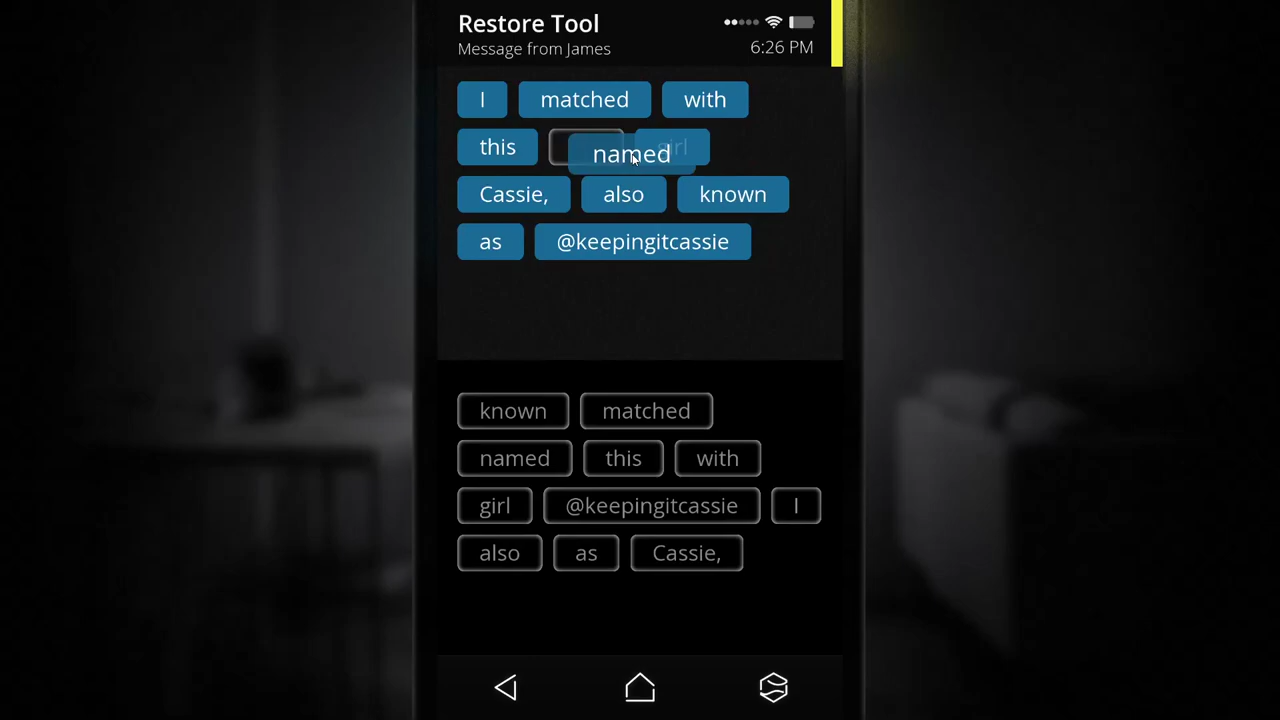 Restore Tool
Message from James
6:26 PM
I matched with
this named girl
Cassie, also known
as @keepingitcassie
known matched
named this with
girl @keepingitcassie I
also as Cassie,